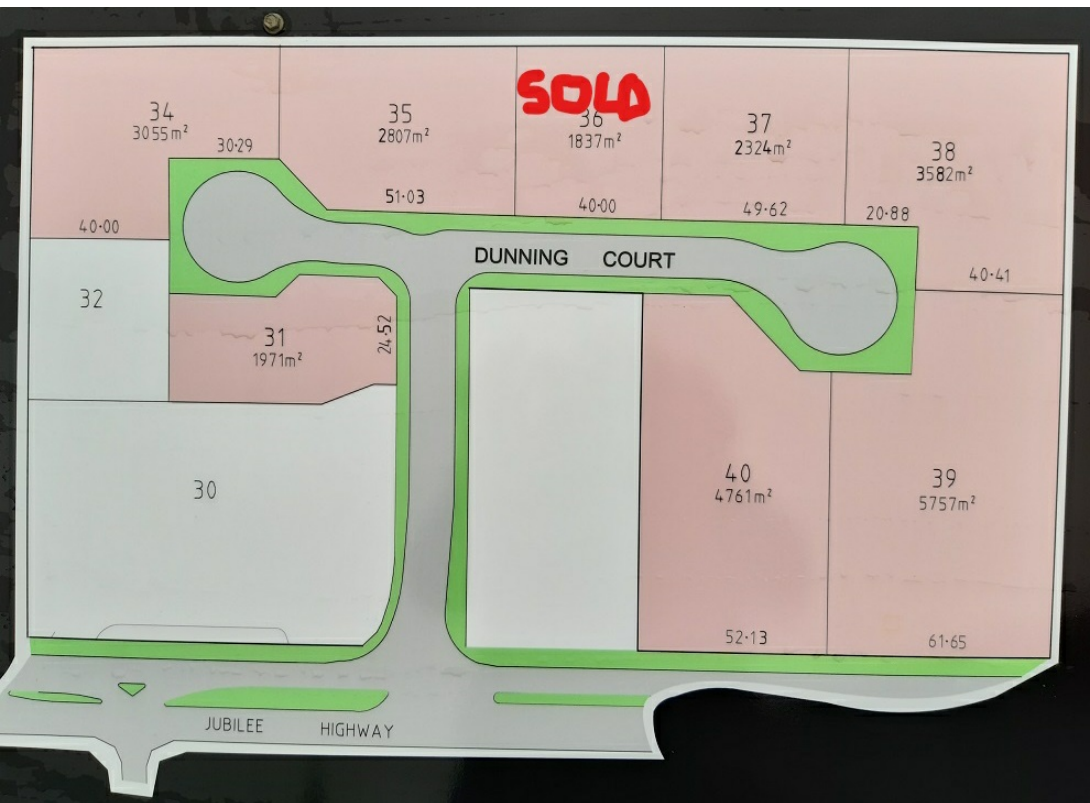 SOLD
34
3055m²
30·29
40·00
35
2807m²
51·03
36
1837m²
40·00
37
2324m²
49·62
38
3582m²
20·88
40·41
DUNNING COURT
32
31
1971m²
24·52
30
40
4761m²
52·13
39
5757m²
61·65
JUBILEE HIGHWAY